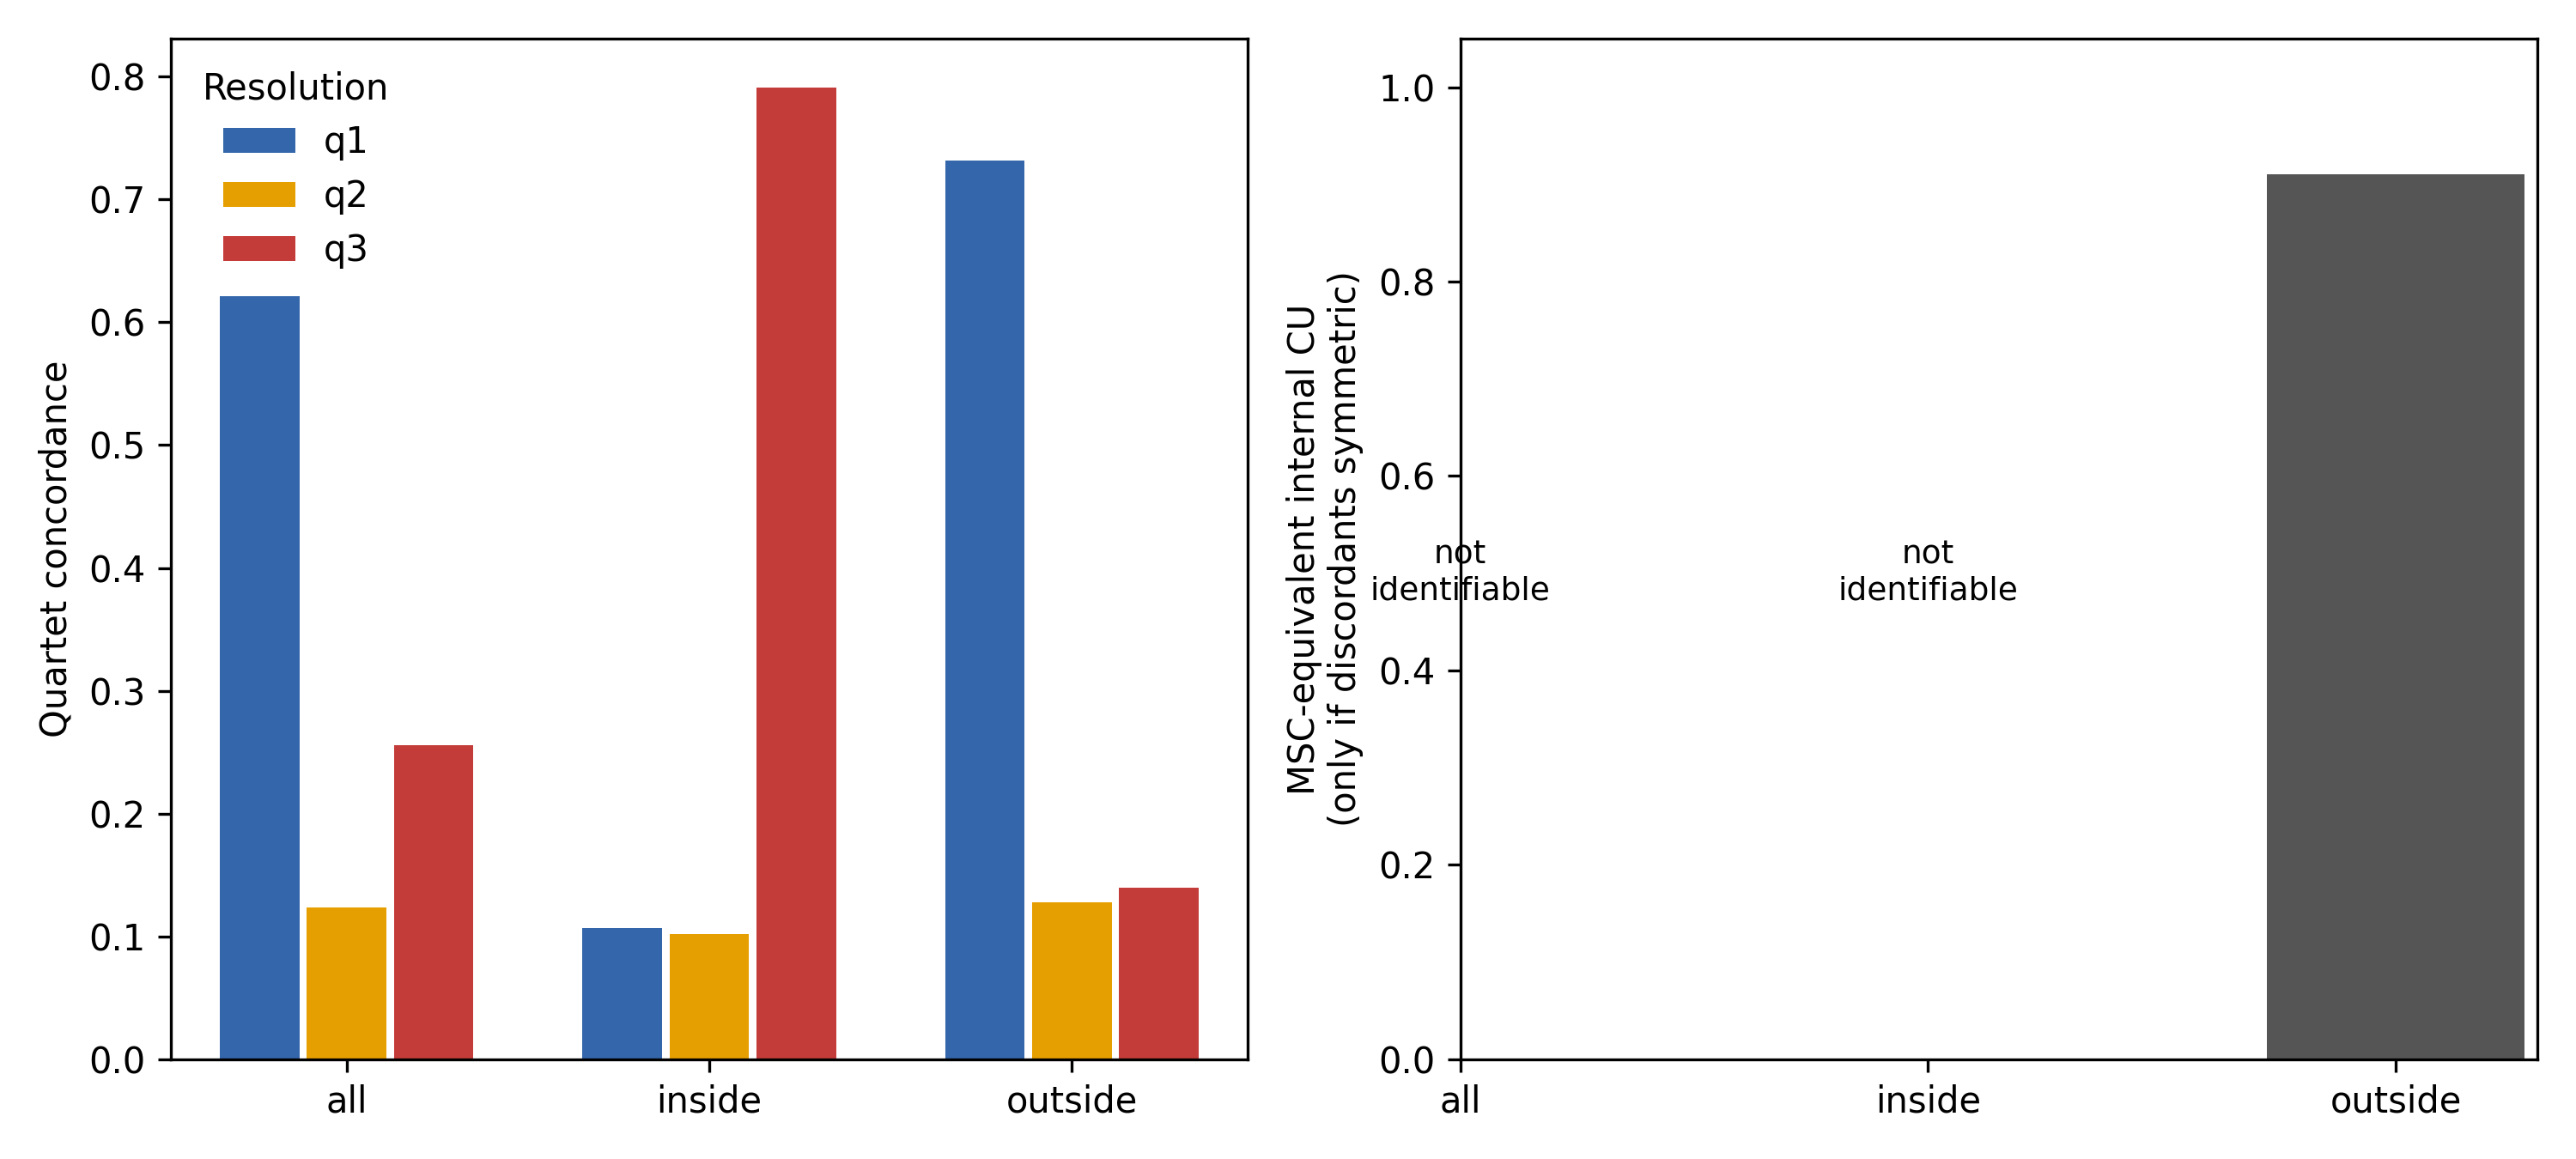 Quartet concordance
0.8
0.7
0.6
0.5
0.4
0.3
0.2
0.1
0.0
Resolution
q1
q2
q3
all
inside
outside
MSC-equivalent internal CU
(only if discordants symmetric)
1.0
0.8
0.6
0.4
0.2
0.0
not
identifiable
not
identifiable
all
inside
outside